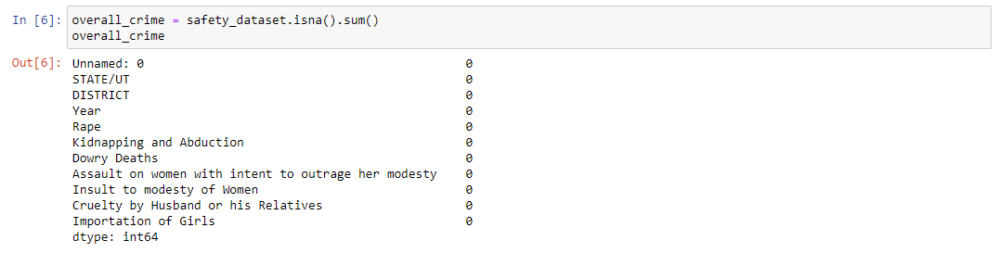 In [6]: overall_crime = safety_dataset.isna().sum()
overall_crime
Out[6]: Unnamed: 0 0
STATE/UT 0
DISTRICT 0
Year 0
Rape 0
Kidnapping and Abduction 0
Dowry Deaths 0
Assault on women with intent to outrage her modesty 0
Insult to modesty of Women 0
Cruelty by Husband or his Relatives 0
Importation of Girls 0
dtype: int64